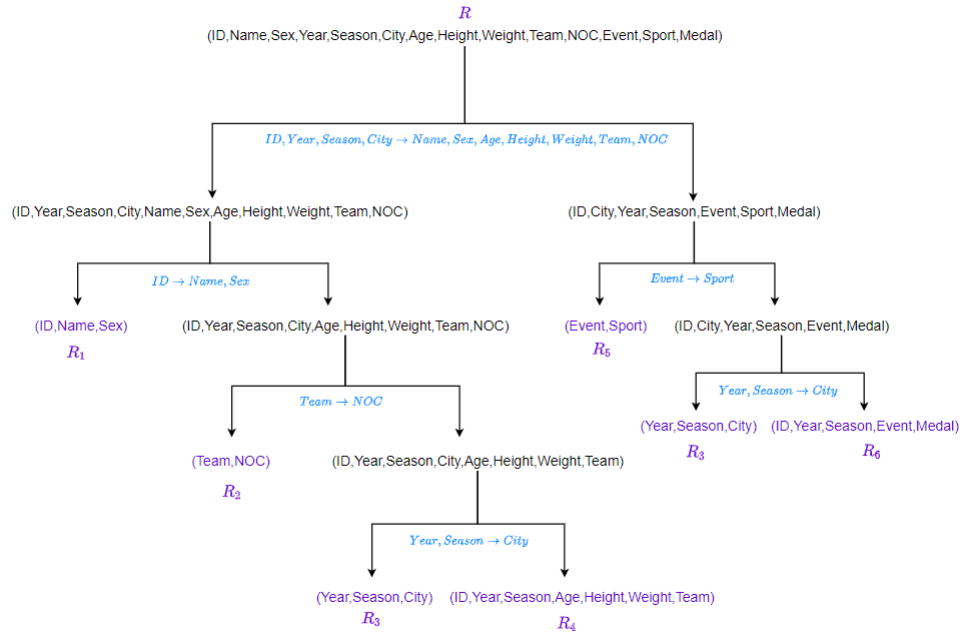 R
(ID,Name,Sex,Year,Season,City,Age,Height,Weight,Team,NOC,Event,Sport,Medal)
ID, Year, Season, City → Name, Sex, Age, Height, Weight, Team, NOC
(ID,Year,Season,City,Name,Sex,Age,Height,Weight,Team,NOC)
(ID,City,Year,Season,Event,Sport,Medal)
ID → Name, Sex
Event → Sport
(ID,Name,Sex)
R₁
(ID,Year,Season,City,Age,Height,Weight,Team,NOC)
(Event,Sport)
R₅
(ID,City,Year,Season,Event,Medal)
Team → NOC
Year, Season → City
(Year,Season,City)
R₃
(ID,Year,Season,Event,Medal)
R₆
(Team,NOC)
R₂
(ID,Year,Season,City,Age,Height,Weight,Team)
Year, Season → City
(Year,Season,City)
R₃
(ID,Year,Season,Age,Height,Weight,Team)
R₄